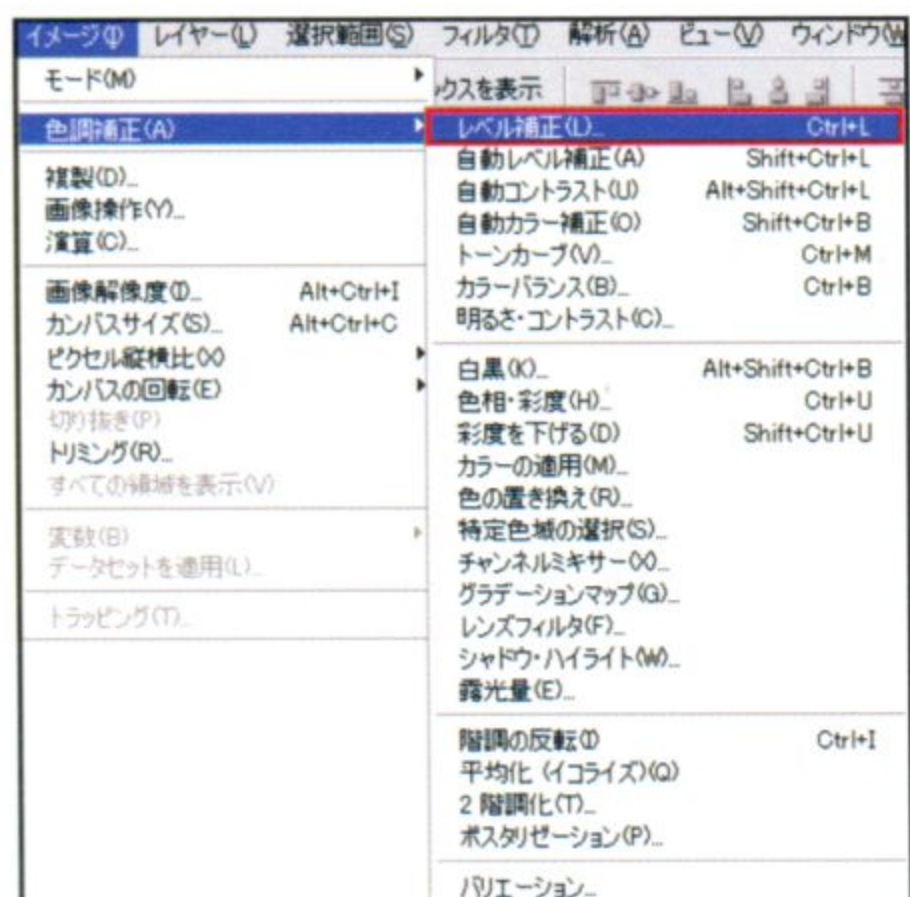 イメージ(I) レイヤー(L) 選択範囲(S) フィルタ(T) 解析(A) ビュー(V) ウィンドウ(W
モード(M)
ックスを表示
色調補正(A)
複製(D)...
画像操作(Y)...
演算(C)...
画像解像度(I)... Alt+Ctrl+I
カンバスサイズ(S)... Alt+Ctrl+C
ピクセル縦横比(X)
カンバスの回転(E)
切り抜き(P)
トリミング(R)...
すべての領域を表示(V)
変数(B)
データセットを適用(L)...
トラッピング(T)...
レベル補正(L)... Ctrl+L
自動レベル補正(A) Shift+Ctrl+L
自動コントラスト(U) Alt+Shift+Ctrl+L
自動カラー補正(O) Shift+Ctrl+B
トーンカーブ(V)... Ctrl+M
カラーバランス(B)... Ctrl+B
明るさ・コントラスト(C)...
白黒(K)... Alt+Shift+Ctrl+B
色相・彩度(H)... Ctrl+U
彩度を下げる(D) Shift+Ctrl+U
カラーの適用(M)...
色の置き換え(R)...
特定色域の選択(S)...
チャンネルミキサー(X)...
グラデーションマップ(G)...
レンズフィルタ(F)...
シャドウ・ハイライト(W)...
露光量(E)...
階調の反転(I) Ctrl+I
平均化 (イコライズ)(Q)
2 階調化(T)...
ポスタリゼーション(P)...
バリエーション...